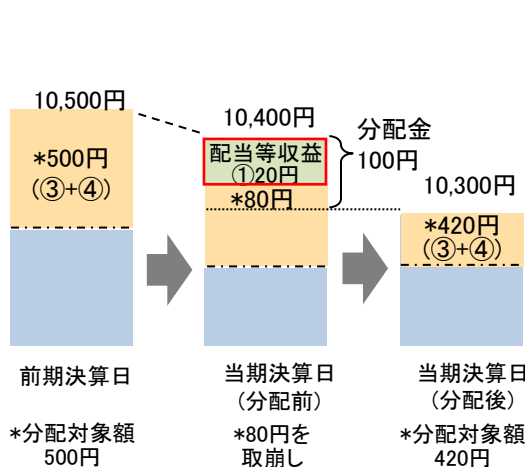 10,500円
*500円
(③+④)
前期決算日
*分配対象額
500円
10,400円
配当等収益
①20円
*80円
分配金
100円
当期決算日
(分配前)
*80円を
取崩し
10,300円
*420円
(③+④)
当期決算日
(分配後)
*分配対象額
420円